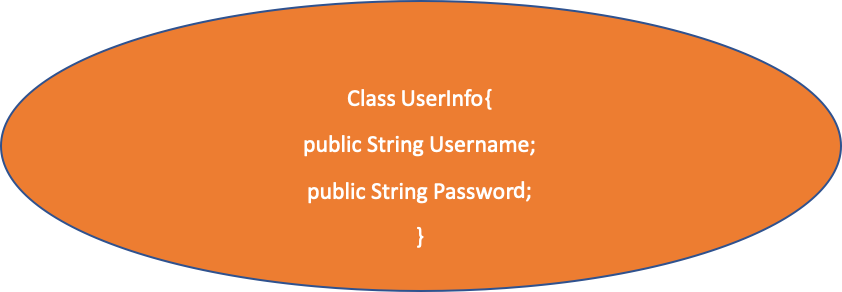 Class UserInfo{
public String Username;
public String Password;
}